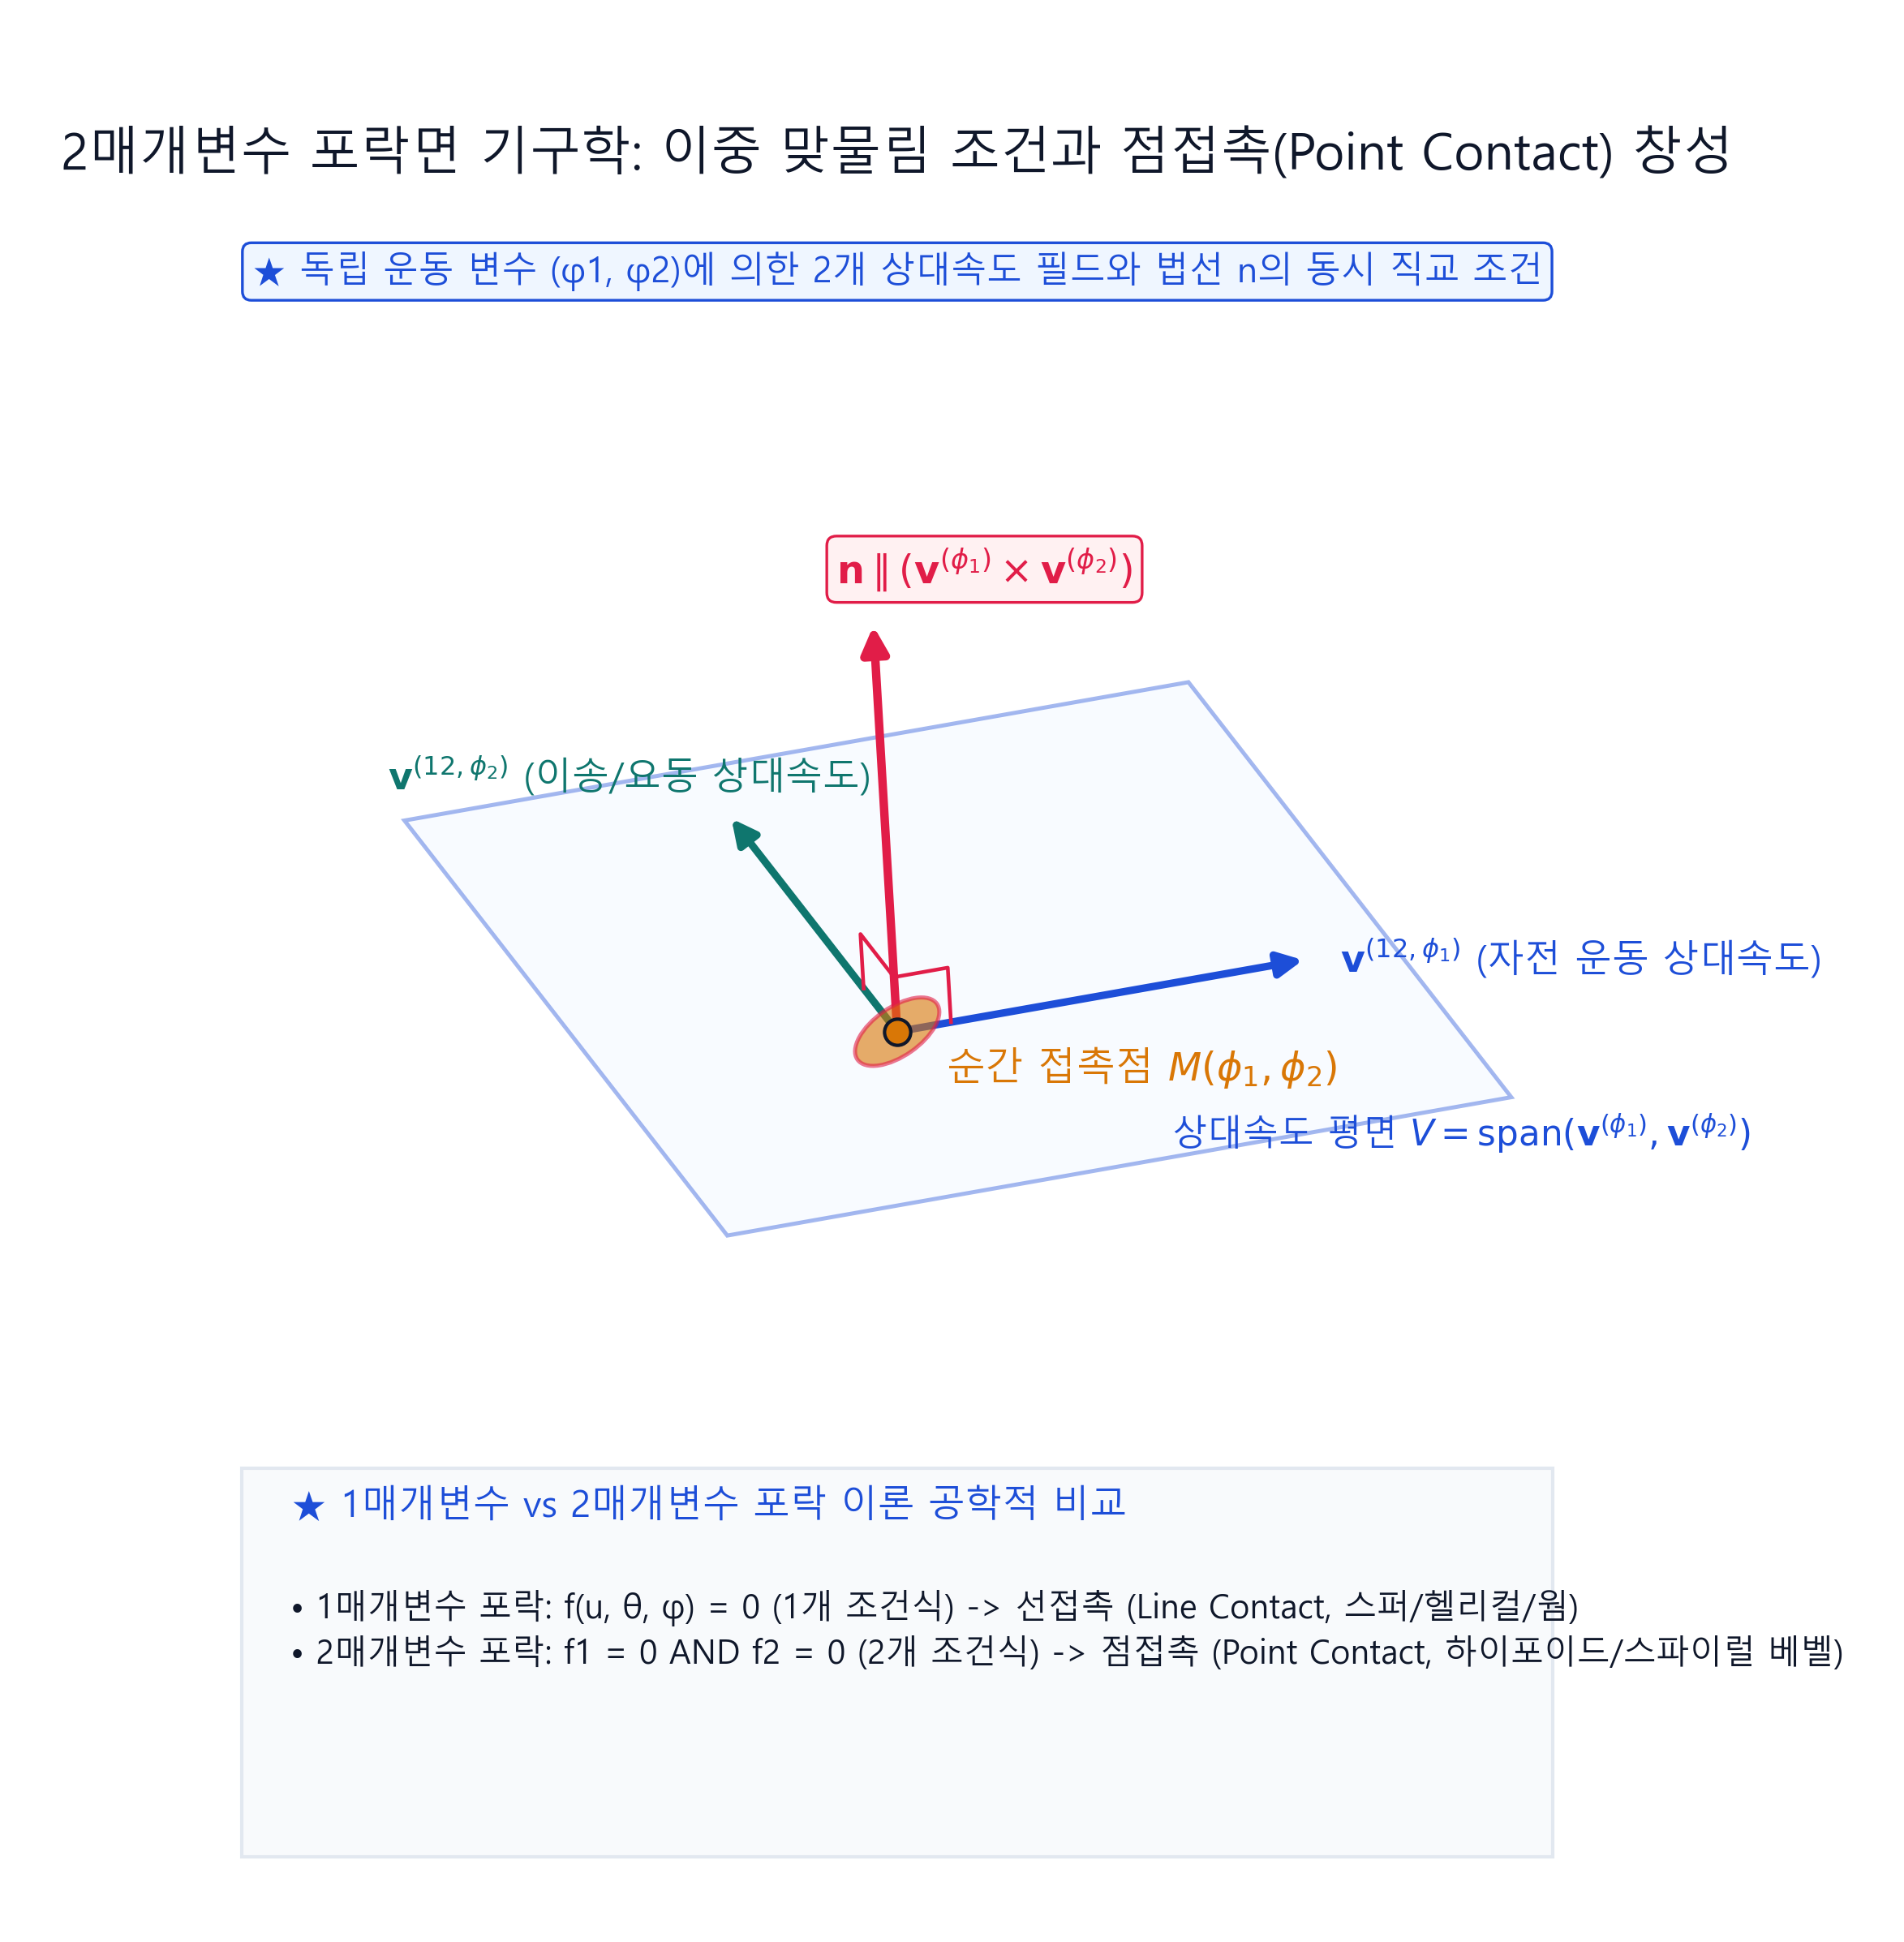 2매개변수 포락면 기구학: 이중 맞물림 조건과 점접촉(Point Contact) 창성
★ 독립 운동 변수 (φ1, φ2)에 의한 2개 상대속도 필드와 법선 n의 동시 직교 조건
n ∥ (v^(ϕ₁) × v^(ϕ₂))
v^(12, ϕ₂) (이송/요동 상대속도)
v^(12, ϕ₁) (자전 운동 상대속도)
순간 접촉점 M(ϕ₁, ϕ₂)
상대속도 평면 V = span(v^(ϕ₁), v^(ϕ₂))
★ 1매개변수 vs 2매개변수 포락 이론 공학적 비교
• 1매개변수 포락: f(u, θ, φ) = 0 (1개 조건식) -> 선접촉 (Line Contact, 스퍼/헬리컬/웜)
• 2매개변수 포락: f1 = 0 AND f2 = 0 (2개 조건식) -> 점접촉 (Point Contact, 하이포이드/스파이럴 베벨)